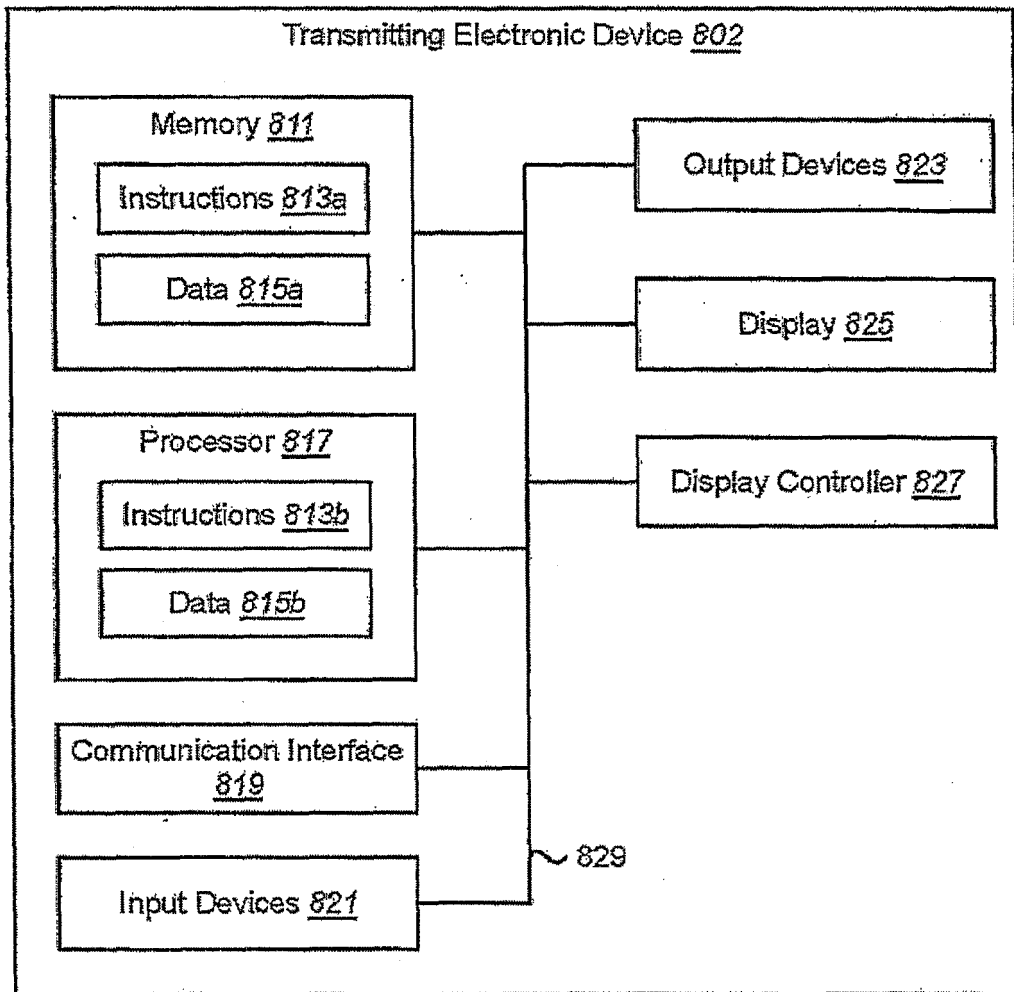 Transmitting Electronic Device 802
Memory 811
Instructions 813a
Data 815a
Processor 817
Instructions 813b
Data 815b
Communication Interface
819
Input Devices 821
Output Devices 823
Display 825
Display Controller 827
829